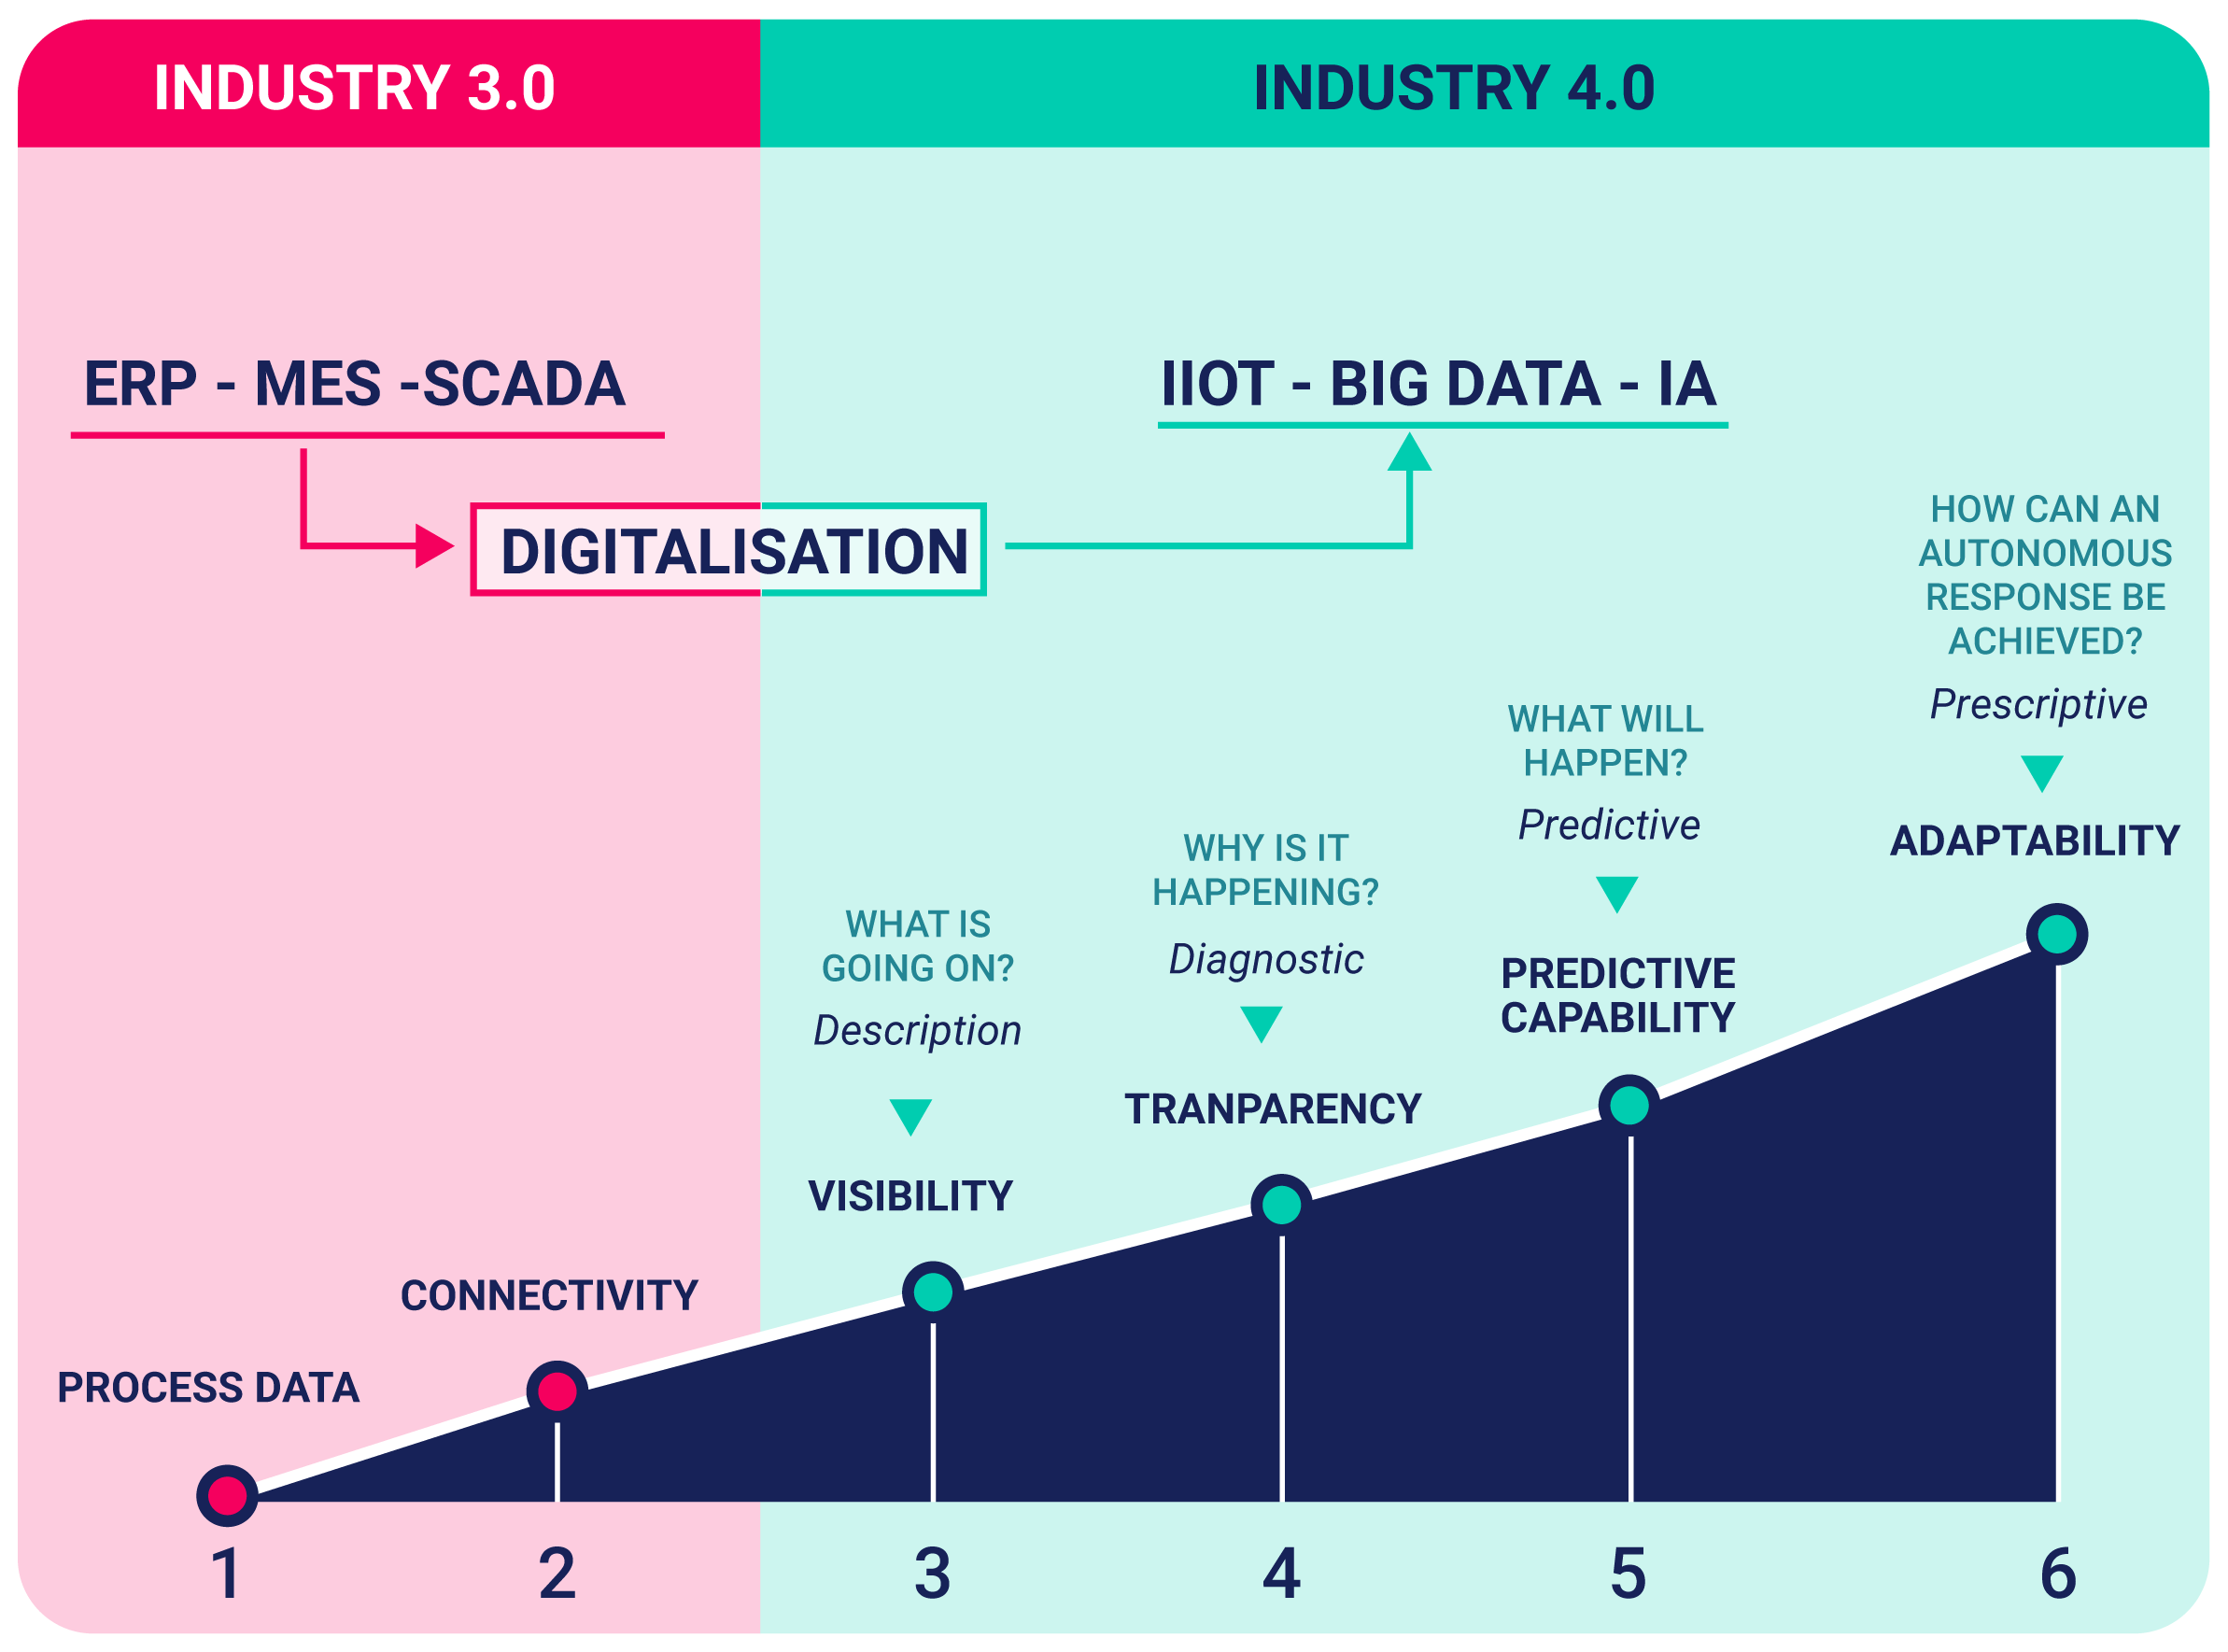 INDUSTRY 3.0
INDUSTRY 4.0
ERP - MES -SCADA
IIOT - BIG DATA - IA
DIGITALISATION
HOW CAN AN
AUTONOMOUS
RESPONSE BE
ACHIEVED?
Prescriptive
ADAPTABILITY
WHAT WILL
HAPPEN?
Predictive
PREDICTIVE
CAPABILITY
WHY IS IT
HAPPENING?
Diagnostic
TRANPARENCY
WHAT IS
GOING ON?
Description
VISIBILITY
CONNECTIVITY
PROCESS DATA
1
2
3
4
5
6